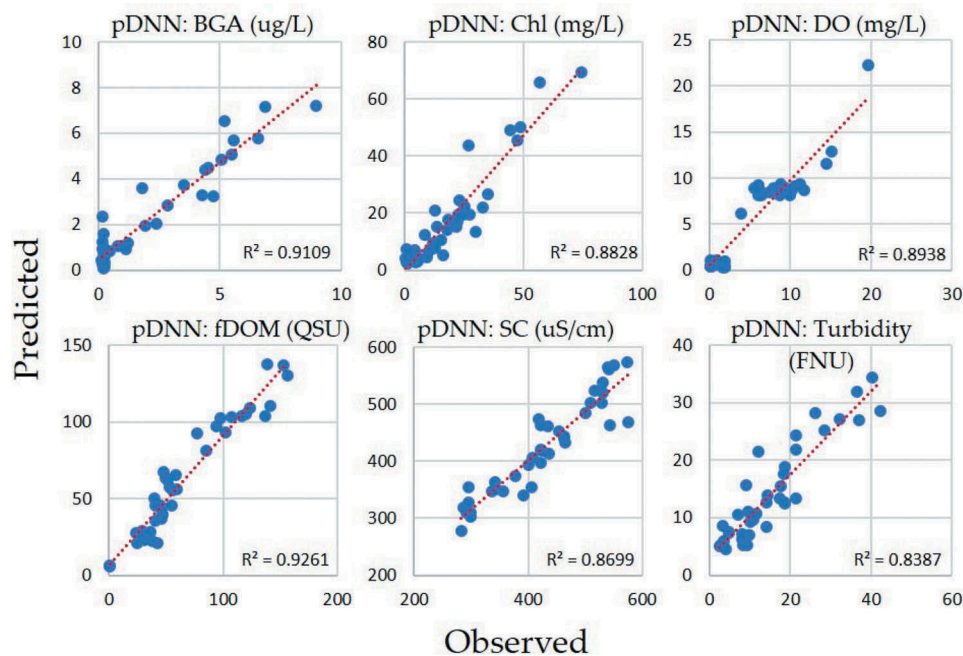 pDNN: BGA (ug/L)
10
8
6
4
2
0
0 5 10
R² = 0.9109
pDNN: Chl (mg/L)
80
60
40
20
0
0 50 100
R² = 0.8828
pDNN: DO (mg/L)
25
20
15
10
5
0
0 10 20 30
R² = 0.8938
Predicted
pDNN: fDOM (QSU)
150
100
50
0
0 100 200
R² = 0.9261
pDNN: SC (uS/cm)
600
500
400
300
200
200 400 600
R² = 0.8699
pDNN: Turbidity
(FNU)
40
35
30
25
20
15
10
5
0
0 20 40 60
R² = 0.8387
Observed